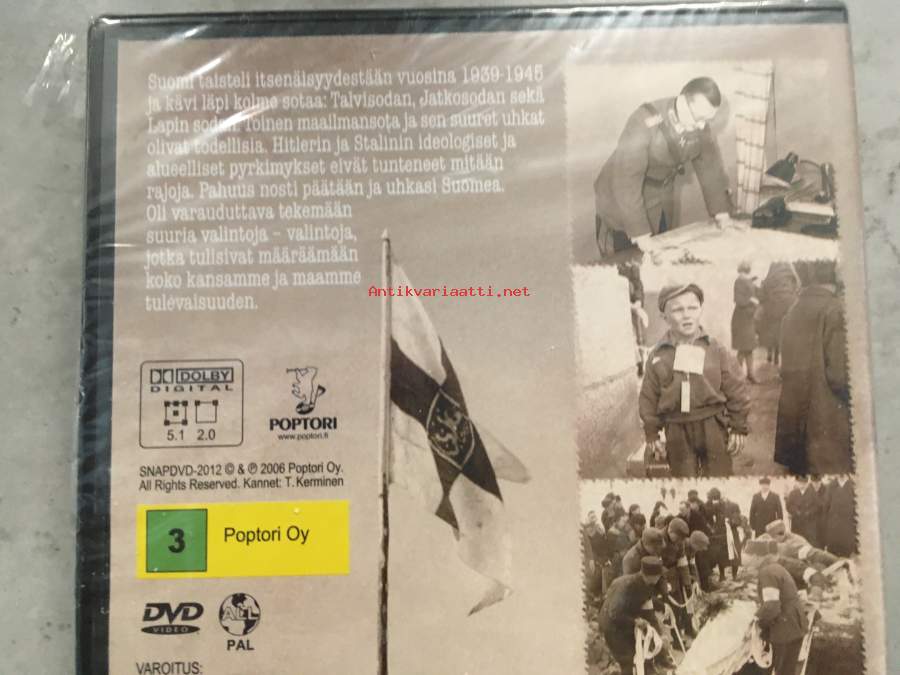 Suomi taisteli itsenäisyydestään vuosina 1939-1945
ja kävi läpi kolme sotaa: Talvisodan, Jatkosodan sekä
Lapin sodan. Toinen maailmansota ja sen suuret uhkat
olivat todellisia. Hitlerin ja Stalinin ideologiset ja
alueelliset pyrkimykset eivät tunteneet mitään
rajoja. Pahuus nosti päätään ja uhkasi Suomea.
Oli varauduttava tekemään
suuria valintoja - valintoja,
jotka tulisivat määräämään
koko kansamme ja maamme
tulevaisuuden.
Antikvariaatti.net
DOLBY
DIGITAL
5.1 2.0
POPTORI
www.poptori.fi
SNAPDVD-2012 © & ℗ 2006 Poptori Oy.
All Rights Reserved. Kannet: T. Kerminen
3 Poptori Oy
DVD
VIDEO
ALL
PAL
VAROITUS: